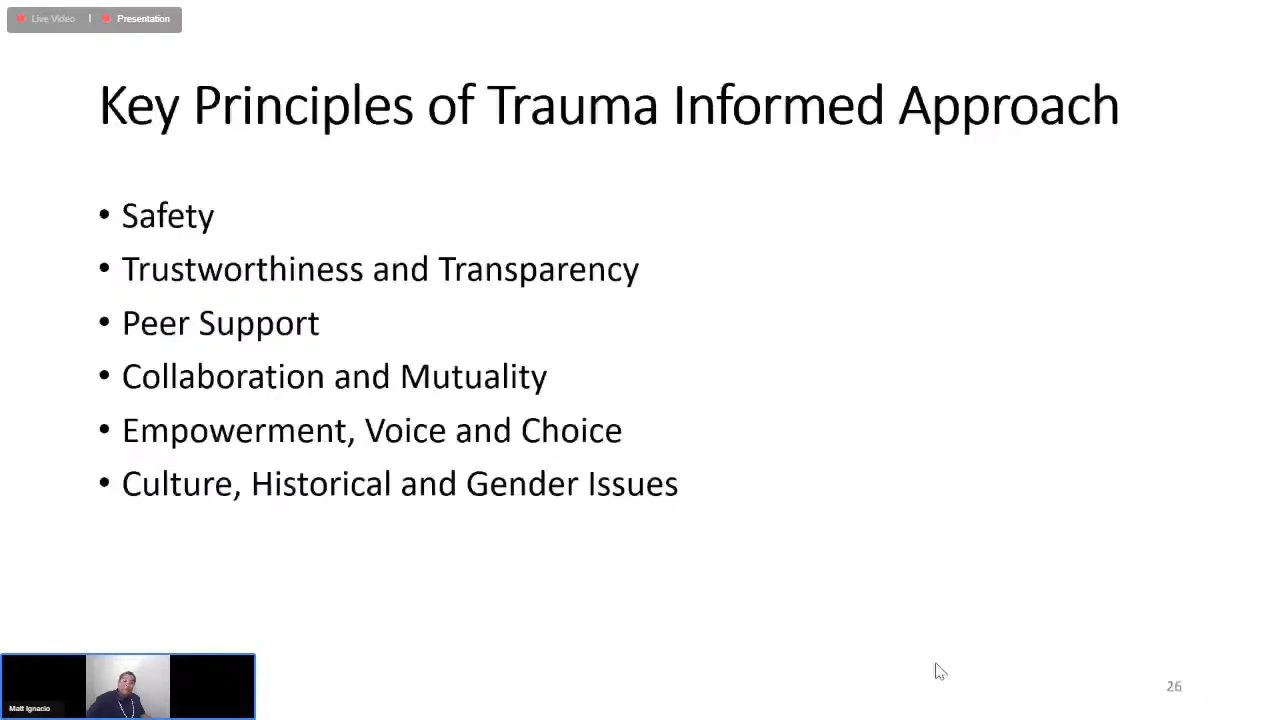 Live Video | Presentation
Key Principles of Trauma Informed Approach
• Safety
• Trustworthiness and Transparency
• Peer Support
• Collaboration and Mutuality
• Empowerment, Voice and Choice
• Culture, Historical and Gender Issues
Matt Ignacio
26